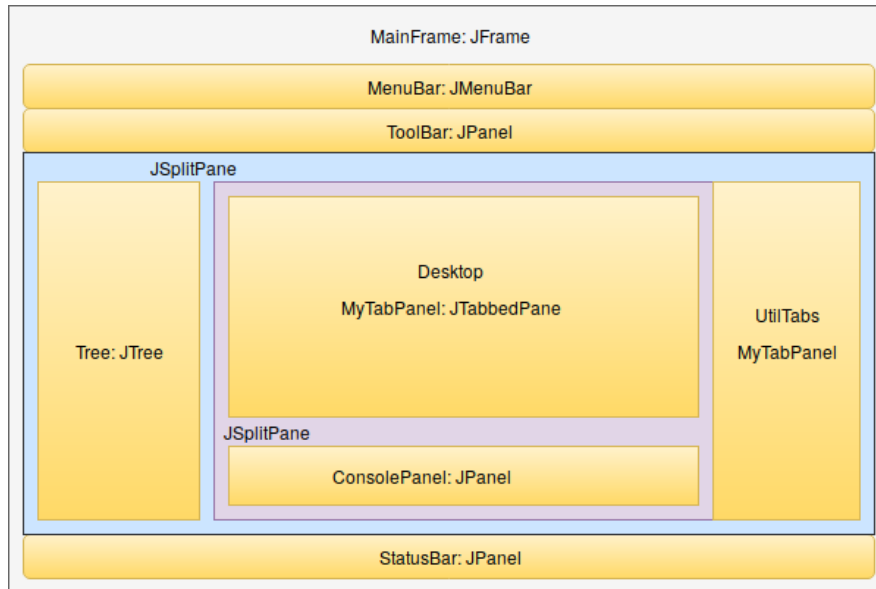 MainFrame: JFrame
MenuBar: JMenuBar
ToolBar: JPanel
JSplitPane
Tree: JTree
Desktop
MyTabPanel: JTabbedPane
JSplitPane
ConsolePanel: JPanel
UtilTabs
MyTabPanel
StatusBar: JPanel